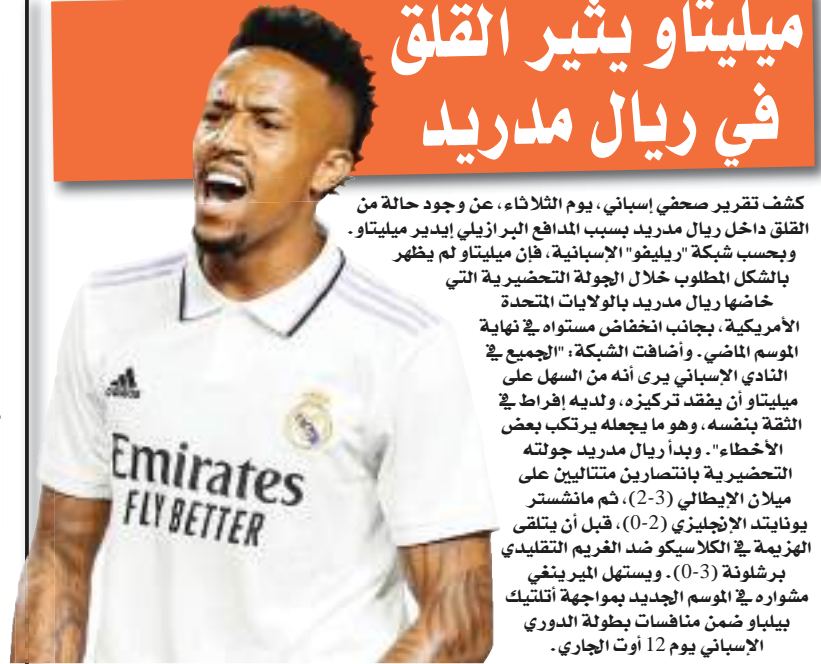 ميليتاو يثير القلق
في ريال مدريد
كشف تقرير صحفي إسباني، يوم الثلاثاء، عن وجود حالة من
القلق داخل ريال مدريد بسبب المدافع البرازيلي إيدير ميليتاو.
وبحسب شبكة "ريليفو" الإسبانية، فإن ميليتاو لم يظهر
بالشكل المطلوب خلال الجولة التحضيرية التي
خاضها ريال مدريد بالولايات المتحدة
الأمريكية، بجانب انخفاض مستواه في نهاية
الموسم الماضي. وأضافت الشبكة: "الجميع في
النادي الإسباني يرى أنه من السهل على
ميليتاو أن يفقد تركيزه، ولديه إفراط في
الثقة بنفسه، وهو ما يجعله يرتكب بعض
الأخطاء". وبدأ ريال مدريد جولته
التحضيرية بانتصارين متتاليين على
ميلان الإيطالي (3-2)، ثم مانشستر
يونايتد الإنجليزي (2-0)، قبل أن يتلقى
الهزيمة في الكلاسيكو ضد الغريم التقليدي
برشلونة (3-0). ويستهل الميرينغي
مشواره في الموسم الجديد بمواجهة أتلتيك
بيلباو ضمن منافسات بطولة الدوري
الإسباني يوم 12 أوت الجاري.
adidas
Emirates
FLY BETTER